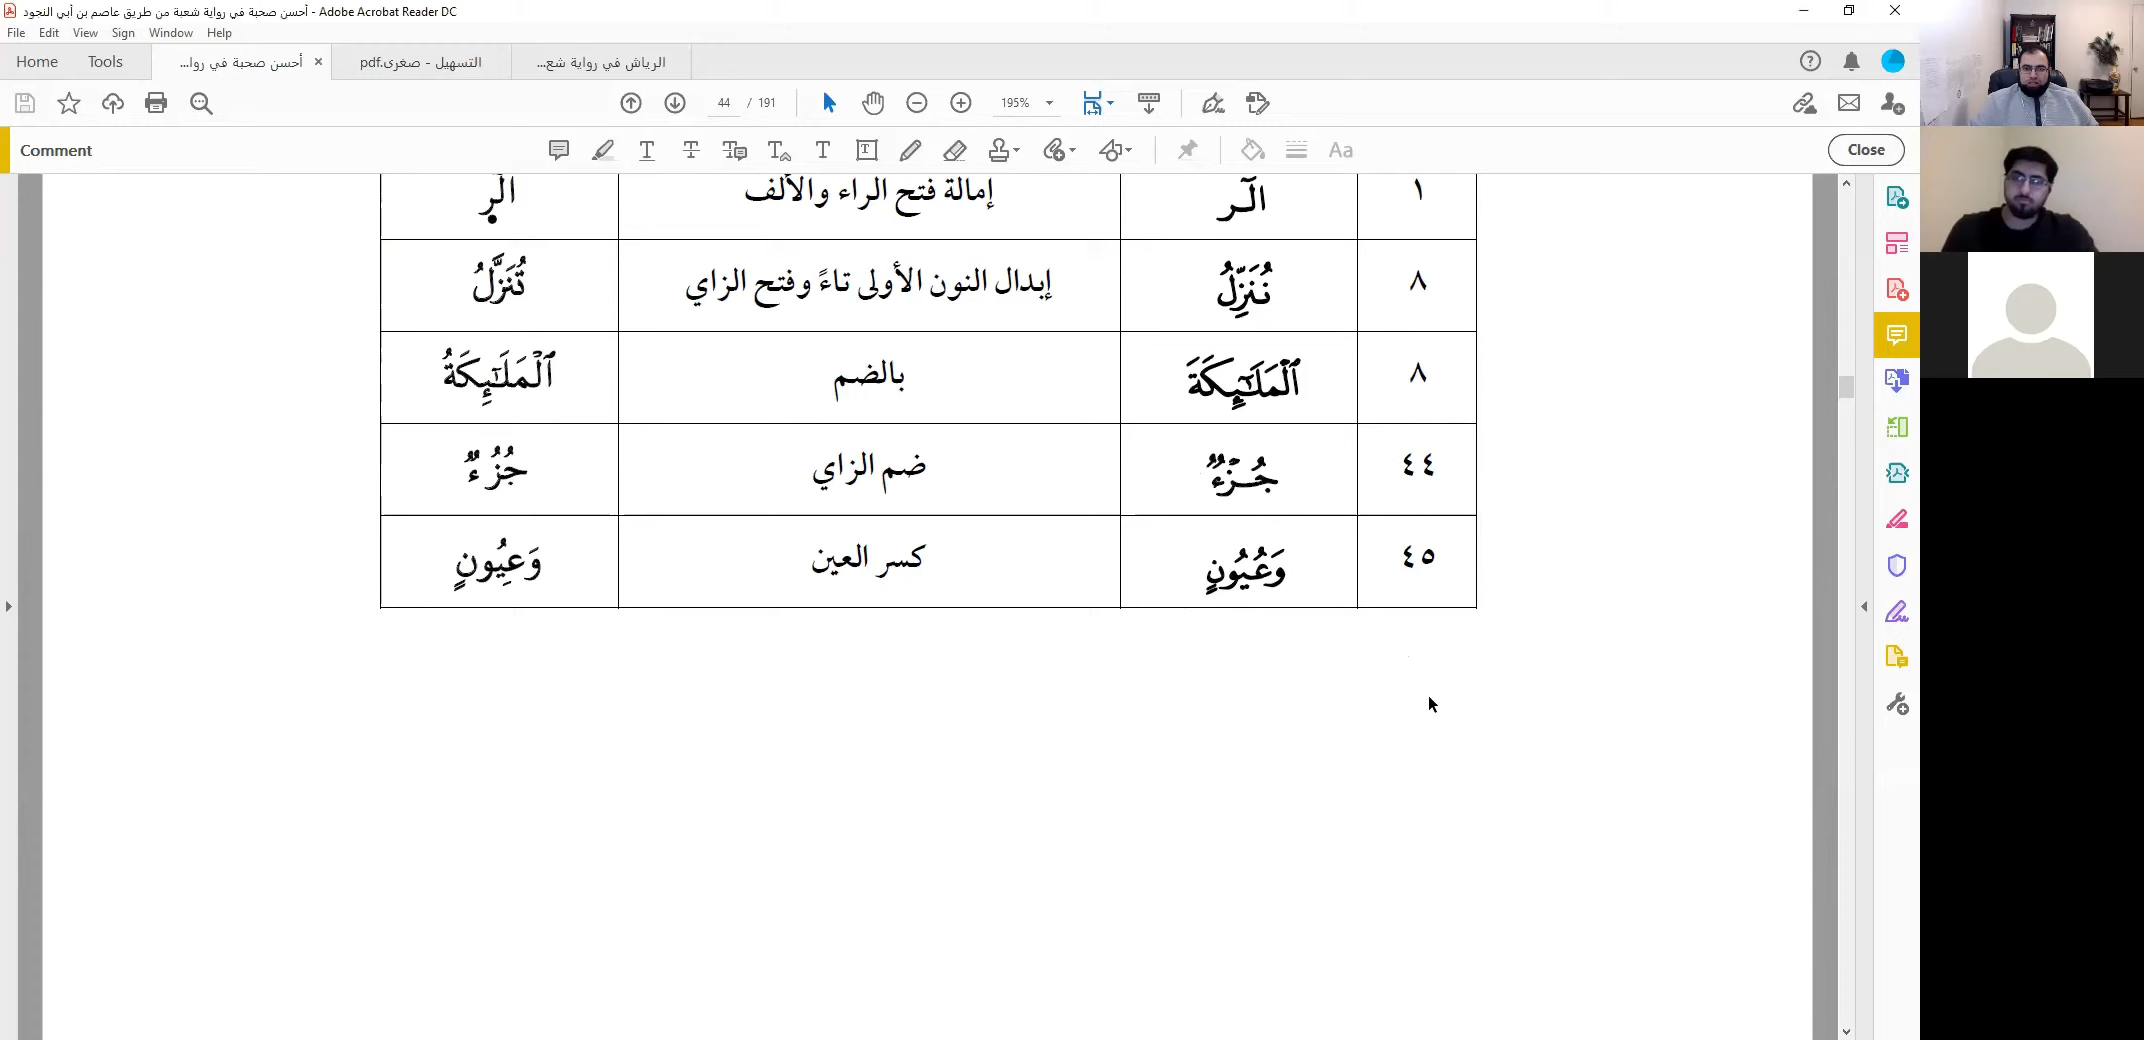 أحسن صحبة في رواية شعبة من طريق عاصم بن أبي النجود - Adobe Acrobat Reader DC
File Edit View Sign Window Help
Home Tools أحسن صحبة في روا... × التسهيل - صغرى.pdf الرياش في رواية شع...
44 / 191 195%
Comment Close
١ الٓـر إمالة فتح الراء والألف الٓر
٨ نُنَزِّلُ إبدال النون الأولى تاءً وفتح الزاي تُنَزَّلُ
٨ ٱلْمَلَٰٓئِكَةَ بالضم ٱلْمَلَٰٓئِكَةُ
٤٤ جُزْءٌ ضم الزاي جُزُءٌ
٤٥ وَعُيُونٍ كسر العين وَعِيُونٍ